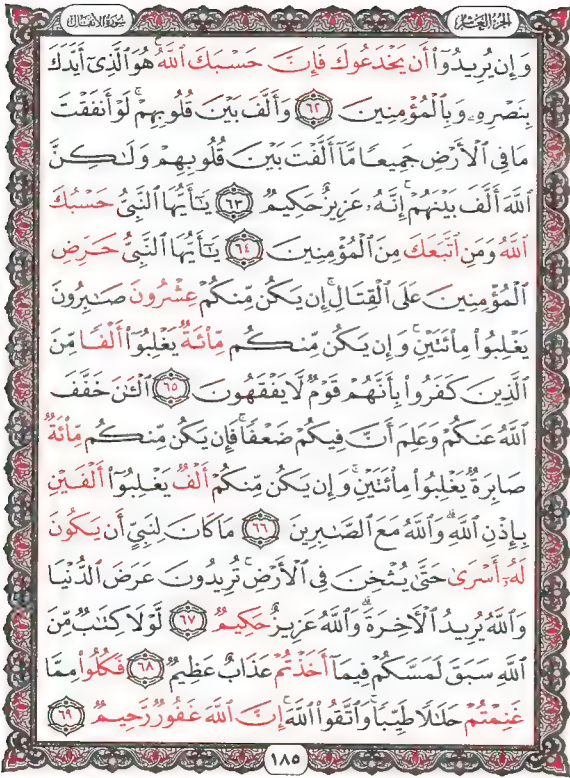 سورة الأنفال
الجزء العاشر
وَإِن يُرِيدُوٓا۟ أَن يَخْدَعُوكَ فَإِنَّ حَسْبَكَ ٱللَّهُ هُوَ ٱلَّذِىٓ أَيَّدَكَ
بِنَصْرِهِۦ وَبِٱلْمُؤْمِنِينَ ٦٢ وَأَلَّفَ بَيْنَ قُلُوبِهِمْ ۚ لَوْ أَنفَقْتَ
مَا فِى ٱلْأَرْضِ جَمِيعًا مَّآ أَلَّفْتَ بَيْنَ قُلُوبِهِمْ وَلَـٰكِنَّ
ٱللَّهَ أَلَّفَ بَيْنَهُمْ ۚ إِنَّهُۥ عَزِيزٌ حَكِيمٌ ٦٣ يَـٰٓأَيُّهَا ٱلنَّبِىُّ حَسْبُكَ
ٱللَّهُ وَمَنِ ٱتَّبَعَكَ مِنَ ٱلْمُؤْمِنِينَ ٦٤ يَـٰٓأَيُّهَا ٱلنَّبِىُّ حَرِّضِ
ٱلْمُؤْمِنِينَ عَلَى ٱلْقِتَالِ ۚ إِن يَكُن مِّنكُمْ عِشْرُونَ صَـٰبِرُونَ
يَغْلِبُوا۟ مِا۟ئَتَيْنِ ۚ وَإِن يَكُن مِّنكُم مِّا۟ئَةٌ يَغْلِبُوٓا۟ أَلْفًا مِّنَ
ٱلَّذِينَ كَفَرُوا۟ بِأَنَّهُمْ قَوْمٌ لَّا يَفْقَهُونَ ٦٥ ٱلْـَٔـٰنَ خَفَّفَ
ٱللَّهُ عَنكُمْ وَعَلِمَ أَنَّ فِيكُمْ ضَعْفًا ۚ فَإِن يَكُن مِّنكُم مِّا۟ئَةٌ
صَابِرَةٌ يَغْلِبُوا۟ مِا۟ئَتَيْنِ ۚ وَإِن يَكُن مِّنكُمْ أَلْفٌ يَغْلِبُوٓا۟ أَلْفَيْنِ
بِإِذْنِ ٱللَّهِ ۗ وَٱللَّهُ مَعَ ٱلصَّـٰبِرِينَ ٦٦ مَا كَانَ لِنَبِىٍّ أَن يَكُونَ
لَهُۥٓ أَسْرَىٰ حَتَّىٰ يُثْخِنَ فِى ٱلْأَرْضِ ۚ تُرِيدُونَ عَرَضَ ٱلدُّنْيَا
وَٱللَّهُ يُرِيدُ ٱلْـَٔاخِرَةَ ۗ وَٱللَّهُ عَزِيزٌ حَكِيمٌ ٦٧ لَّوْلَا كِتَـٰبٌ مِّنَ
ٱللَّهِ سَبَقَ لَمَسَّكُمْ فِيمَآ أَخَذْتُمْ عَذَابٌ عَظِيمٌ ٦٨ فَكُلُوا۟ مِمَّا
غَنِمْتُمْ حَلَـٰلًا طَيِّبًا ۚ وَٱتَّقُوا۟ ٱللَّهَ ۚ إِنَّ ٱللَّهَ غَفُورٌ رَّحِيمٌ ٦٩
١٨٥